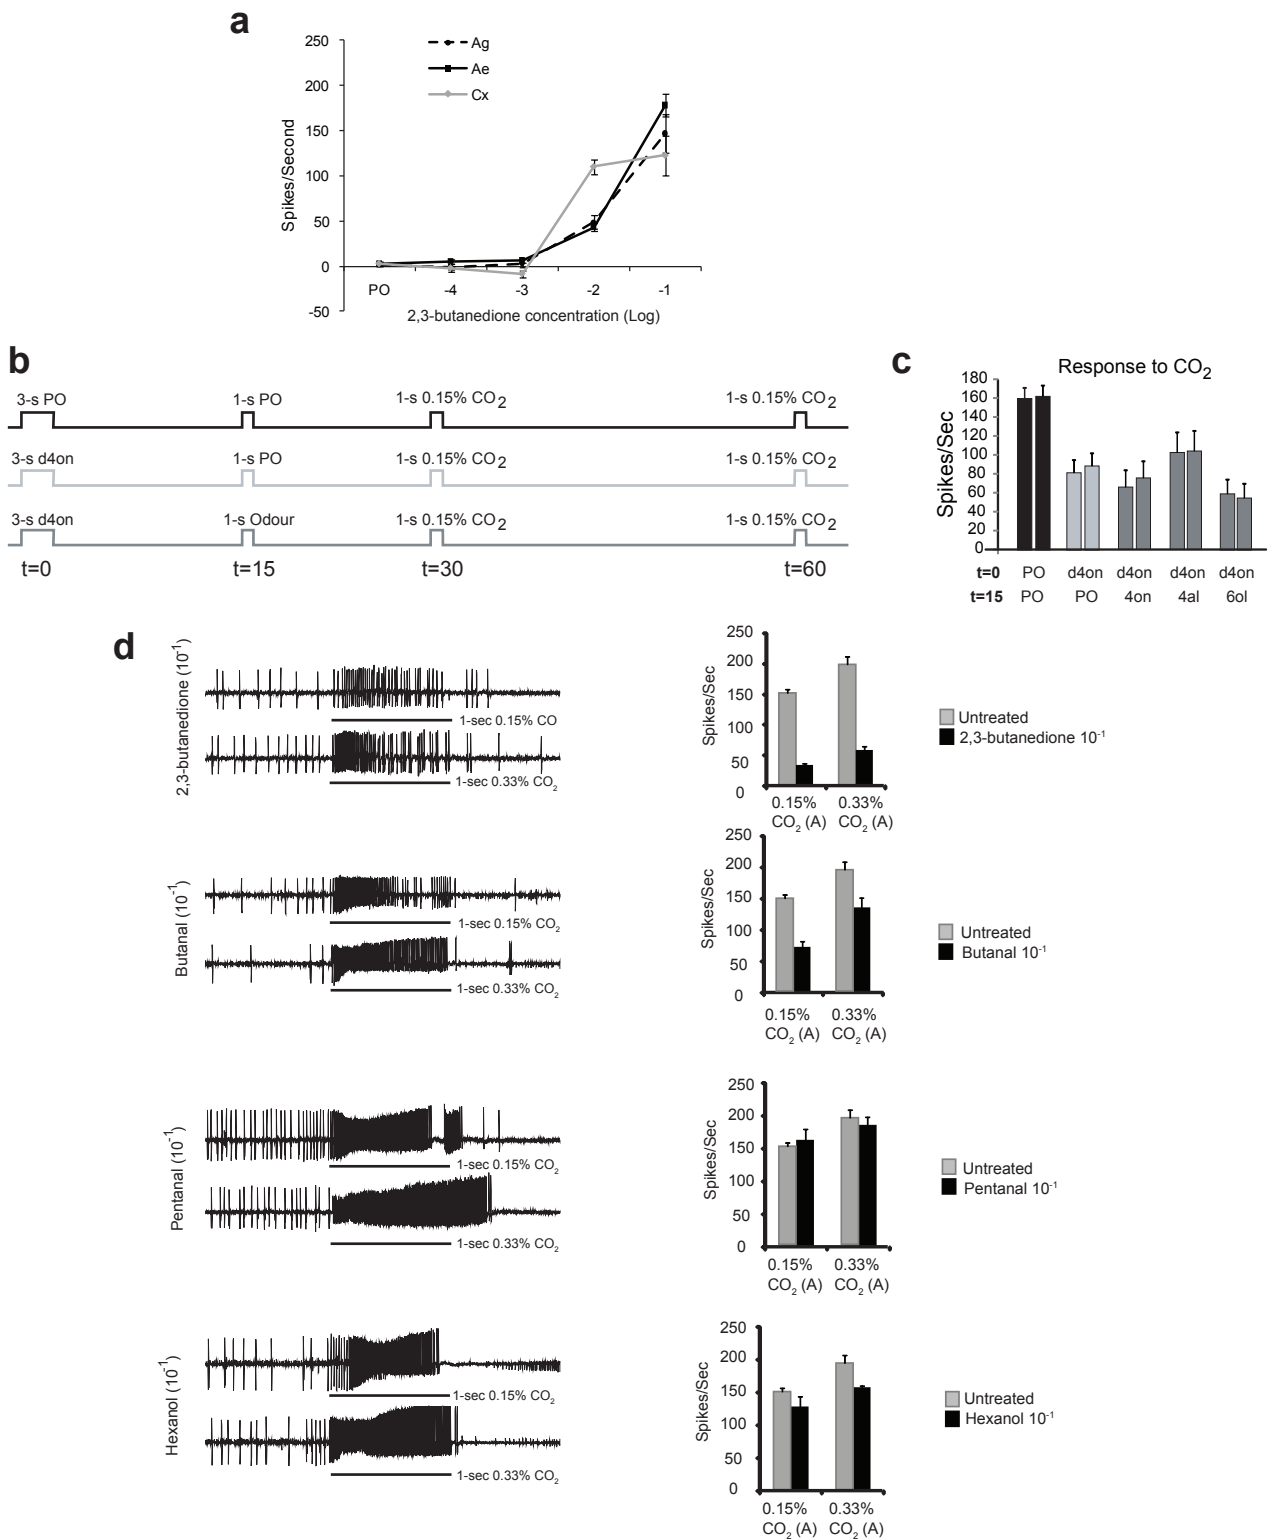 a
250
200
150
100
50
0
-50
Spikes/Second
Ag
Ae
Cx
PO -4 -3 -2 -1
2,3-butanedione concentration (Log)
b
3-s PO 1-s PO 1-s 0.15% CO2 1-s 0.15% CO2
3-s d4on 1-s PO 1-s 0.15% CO2 1-s 0.15% CO2
3-s d4on 1-s Odour 1-s 0.15% CO2 1-s 0.15% CO2
t=0 t=15 t=30 t=60
c
Response to CO2
Spikes/Sec
180
160
140
120
100
80
60
40
20
0
t=0 PO d4on d4on d4on d4on
t=15 PO PO 4on 4al 6ol
d
2,3-butanedione (10-1)
1-sec 0.15% CO
1-sec 0.33% CO2
Spikes/Sec
250
200
150
100
50
0
0.15% 0.33%
CO2 (A) CO2 (A)
Untreated
2,3-butanedione 10-1
Butanal (10-1)
1-sec 0.15% CO2
1-sec 0.33% CO2
Spikes/Sec
250
200
150
100
50
0
0.15% 0.33%
CO2 (A) CO2 (A)
Untreated
Butanal 10-1
Pentanal (10-1)
1-sec 0.15% CO2
1-sec 0.33% CO2
Spikes/Sec
250
200
150
100
50
0
0.15% 0.33%
CO2 (A) CO2 (A)
Untreated
Pentanal 10-1
Hexanol (10-1)
1-sec 0.15% CO2
1-sec 0.33% CO2
Spikes/Sec
250
200
150
100
50
0
0.15% 0.33%
CO2 (A) CO2 (A)
Untreated
Hexanol 10-1